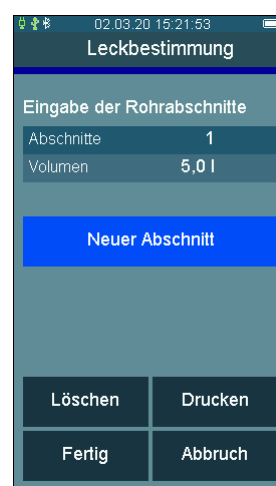 02.03.20 15:21:53
Leckbestimmung
Eingabe der Rohrabschnitte
Abschnitte 1
Volumen 5,0 l
Neuer Abschnitt
Löschen Drucken
Fertig Abbruch